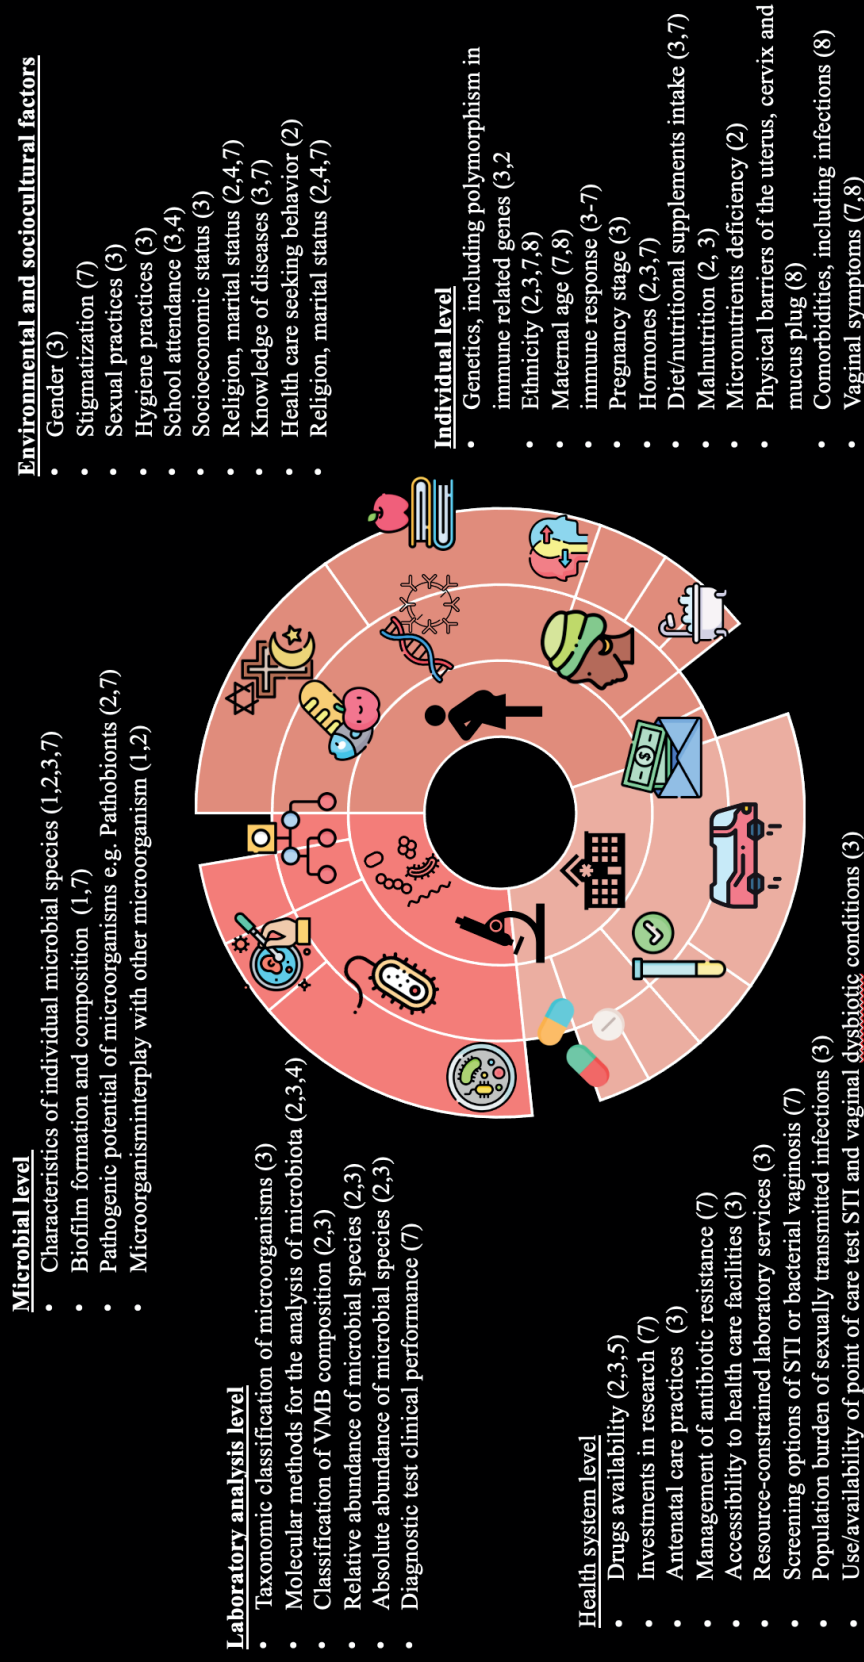 Microbial level
• Characteristics of individual microbial species (1,2,3,7)
• Biofilm formation and composition (1,7)
• Pathogenic potential of microorganisms e.g. Pathobionts (2,7)
• Microorganisminterplay with other microorganism (1,2)
Environmental and sociocultural factors
• Gender (3)
• Stigmatization (7)
• Sexual practices (3)
• Hygiene practices (3)
• School attendance (3,4)
• Socioeconomic status (3)
• Religion, marital status (2,4,7)
• Knowledge of diseases (3,7)
• Health care seeking behavior (2)
• Religion, marital status (2,4,7)
Laboratory analysis level
• Taxonomic classification of microorganisms (3)
• Molecular methods for the analysis of microbiota (2,3,4)
• Classification of VMB composition (2,3)
• Relative abundance of microbial species (2,3)
• Absolute abundance of microbial species (2,3)
• Diagnostic test clinical performance (7)
Individual level
• Genetics, including polymorphism in
immune related genes (3,2
• Ethnicity (2,3,7,8)
• Maternal age (7,8)
• immune response (3-7)
• Pregnancy stage (3)
• Hormones (2,3,7)
• Diet/nutritional supplements intake (3,7)
• Malnutrition (2, 3)
• Micronutrients deficiency (2)
• Physical barriers of the uterus, cervix and
mucus plug (8)
• Comorbidities, including infections (8)
• Vaginal symptoms (7,8)
Health system level
• Drugs availability (2,3,5)
• Investments in research (7)
• Antenatal care practices (3)
• Management of antibiotic resistance (7)
• Accessibility to health care facilities (3)
• Resource-constrained laboratory services (3)
• Screening options of STI or bacterial vaginosis (7)
• Population burden of sexually transmitted infections (3)
• Use/availability of point of care test STI and vaginal dysbiotic conditions (3)
$